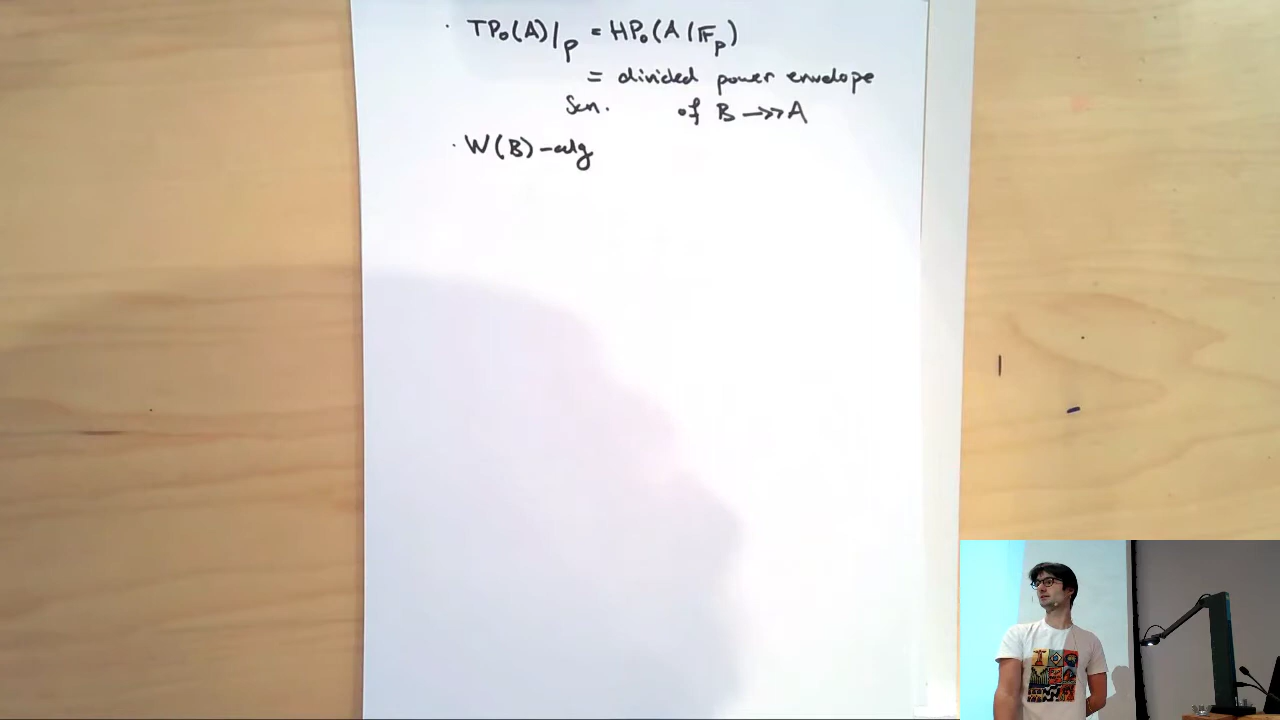 · TP₀(A)/p = HP₀(A/𝔽ₚ)
= divided power envelope
Sen. of B ->> A
· W(B)-alg